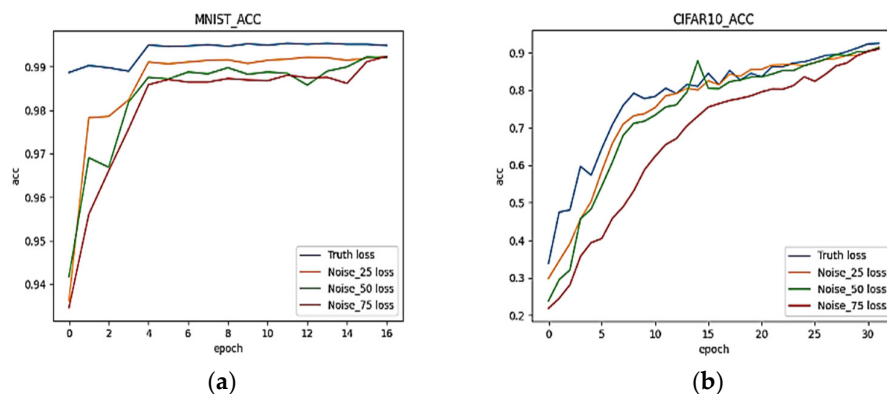 MNIST_ACC
acc
0.99
0.98
0.97
0.96
0.95
0.94
0 2 4 6 8 10 12 14 16
epoch
Truth loss
Noise_25 loss
Noise_50 loss
Noise_75 loss
(a)
CIFAR10_ACC
acc
0.9
0.8
0.7
0.6
0.5
0.4
0.3
0.2
0 5 10 15 20 25 30
epoch
Truth loss
Noise_25 loss
Noise_50 loss
Noise_75 loss
(b)